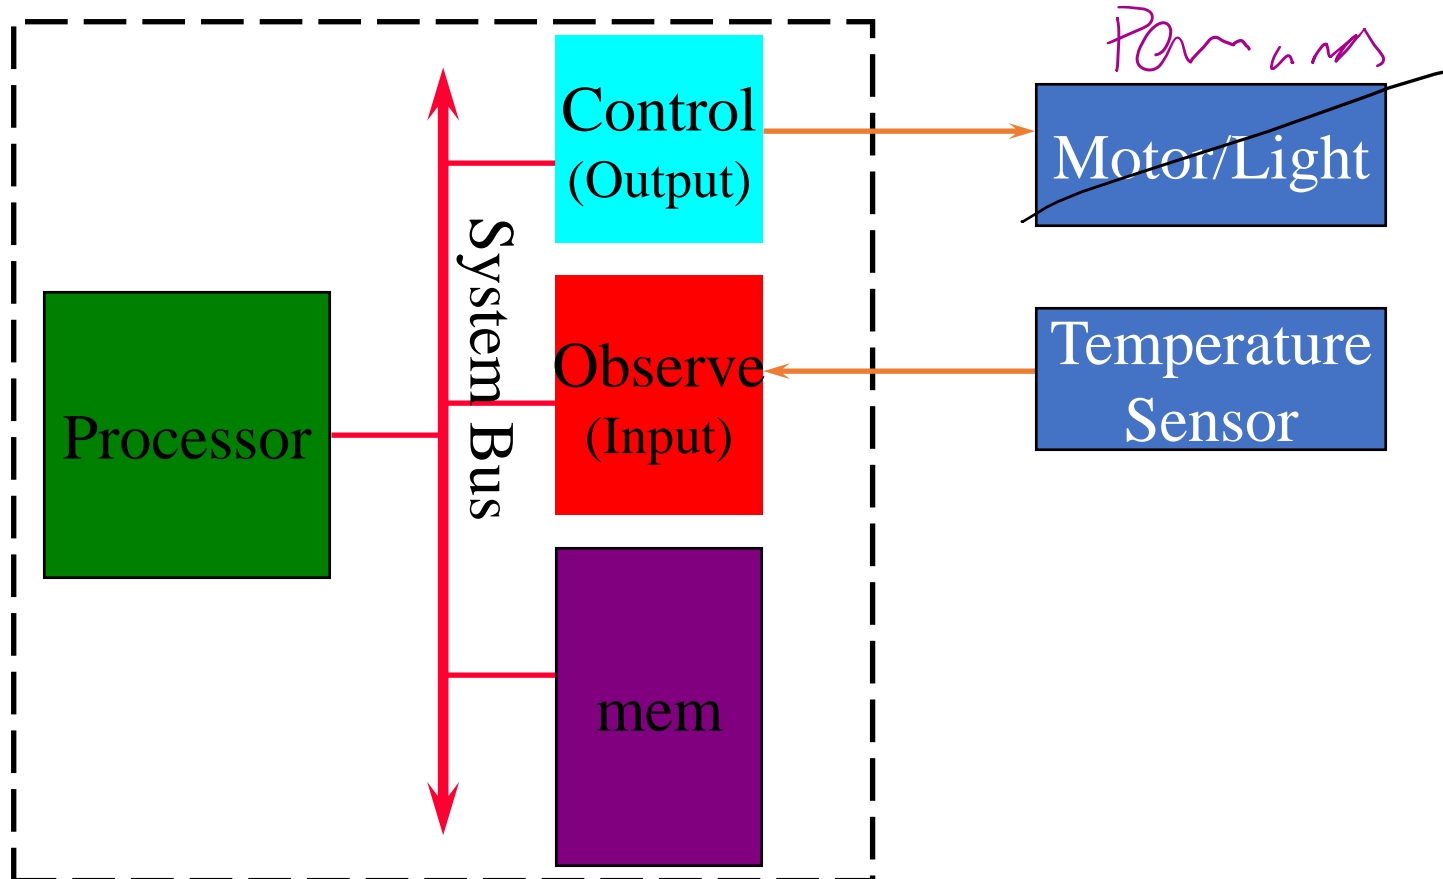 Control
(Output)
Motor/Light
System Bus
Observe
(Input)
Temperature
Sensor
Processor
mem